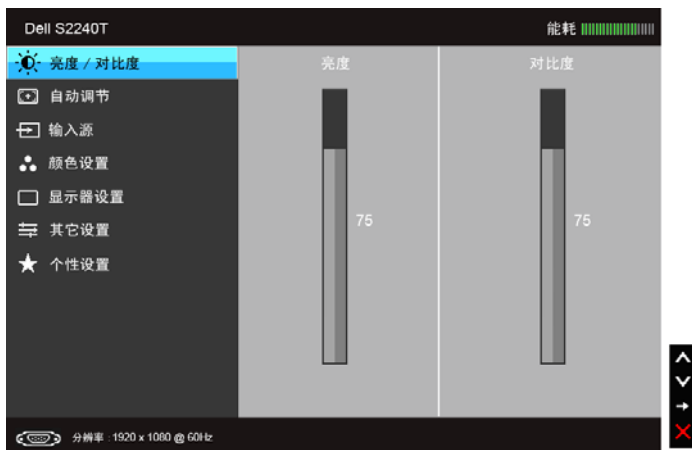 Dell S2240T
能耗
亮度 / 对比度
自动调节
输入源
颜色设置
显示器设置
其它设置
个性设置
亮度
对比度
75
75
分辨率 : 1920 x 1080 @ 60Hz